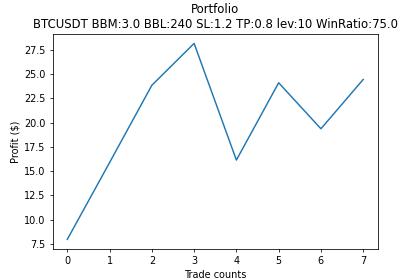 Portfolio
BTCUSDT BBM:3.0 BBL:240 SL:1.2 TP:0.8 lev:10 WinRatio:75.0
27.5
25.0
22.5
20.0
17.5
15.0
12.5
10.0
7.5
Profit ($)
0 1 2 3 4 5 6 7
Trade counts